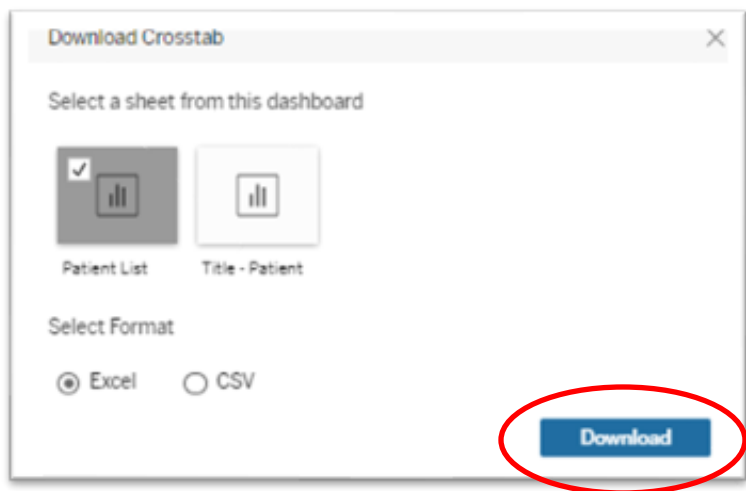 Download Crosstab
Select a sheet from this dashboard
Patient List
Title - Patient
Select Format
Excel
CSV
Download